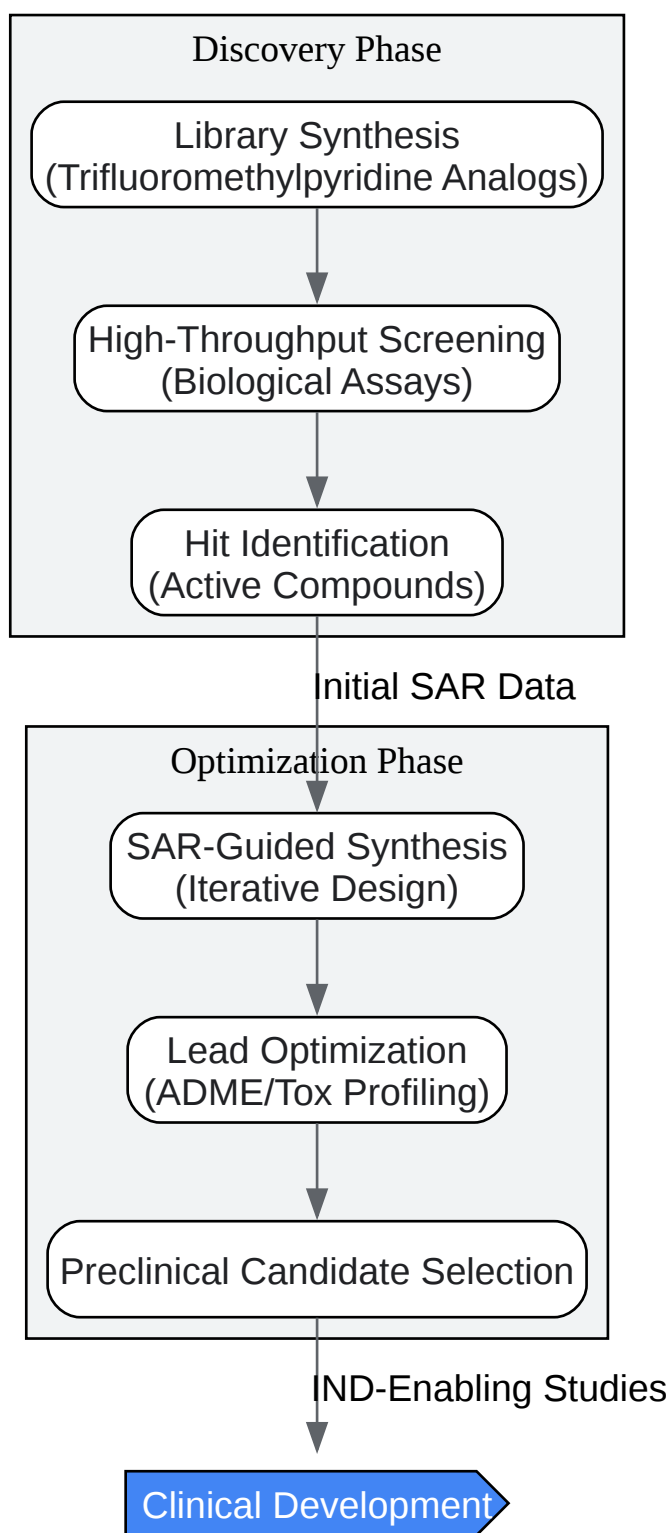 Discovery Phase
Library Synthesis
(Trifluoromethylpyridine Analogs)
High-Throughput Screening
(Biological Assays)
Hit Identification
(Active Compounds)
Initial SAR Data
Optimization Phase
SAR-Guided Synthesis
(Iterative Design)
Lead Optimization
(ADME/Tox Profiling)
Preclinical Candidate Selection
IND-Enabling Studies
Clinical Development